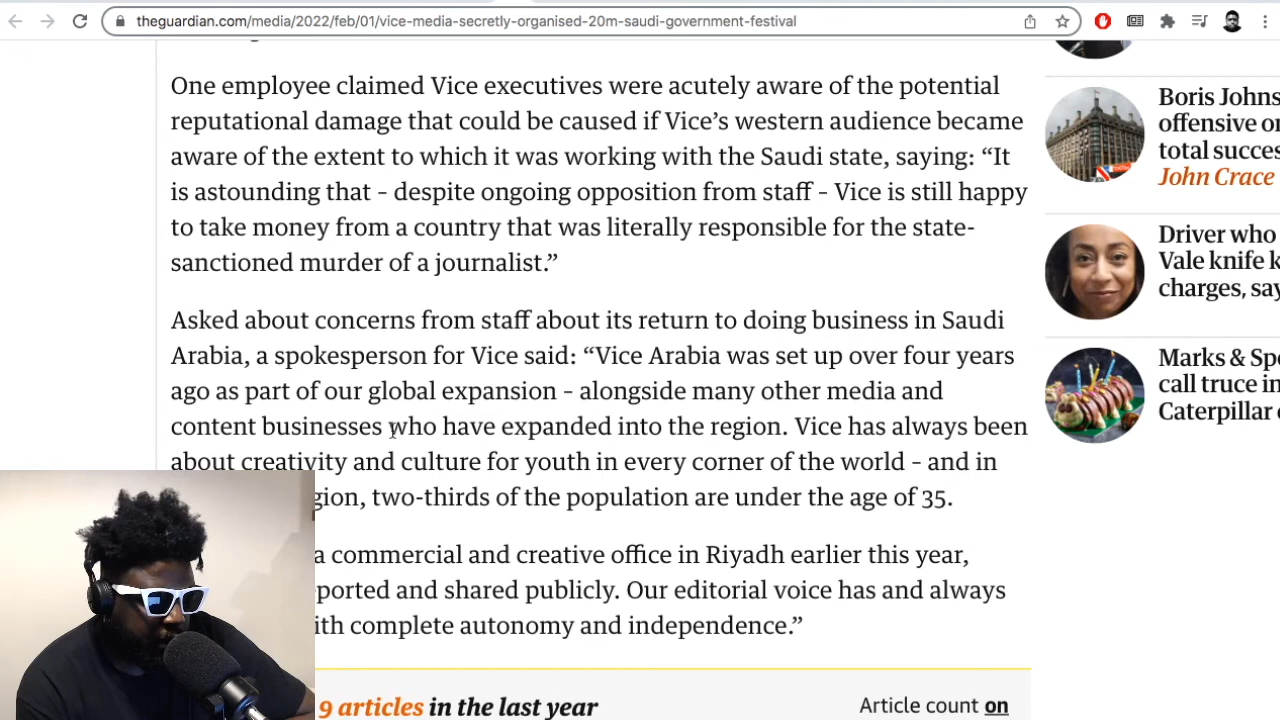 theguardian.com/media/2022/feb/01/vice-media-secretly-organised-20m-saudi-government-festival
One employee claimed Vice executives were acutely aware of the potential
reputational damage that could be caused if Vice's western audience became
aware of the extent to which it was working with the Saudi state, saying: “It
is astounding that – despite ongoing opposition from staff – Vice is still happy
to take money from a country that was literally responsible for the state-
sanctioned murder of a journalist.”
Asked about concerns from staff about its return to doing business in Saudi
Arabia, a spokesperson for Vice said: “Vice Arabia was set up over four years
ago as part of our global expansion – alongside many other media and
content businesses who have expanded into the region. Vice has always been
about creativity and culture for youth in every corner of the world – and in
gion, two-thirds of the population are under the age of 35.
a commercial and creative office in Riyadh earlier this year,
ported and shared publicly. Our editorial voice has and always
ith complete autonomy and independence.”
9 articles in the last year
Article count on
Boris Johns
offensive o
total succes
John Crace
Driver who
Vale knife k
charges, say
Marks & Spe
call truce in
Caterpillar